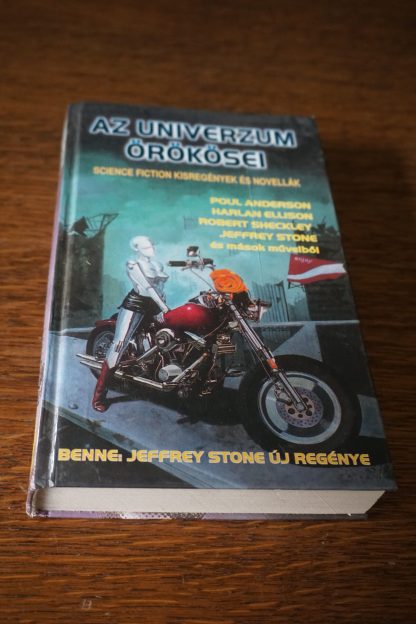 AZ UNIVERZUM
ÖRÖKÖSEI
SCIENCE FICTION KISREGÉNYEK ÉS NOVELLÁK
POUL ANDERSON
HARLAN ELLISON
ROBERT SHECKLEY
JEFFREY STONE
és mások műveiből
BENNE: JEFFREY STONE ÚJ REGÉNYE